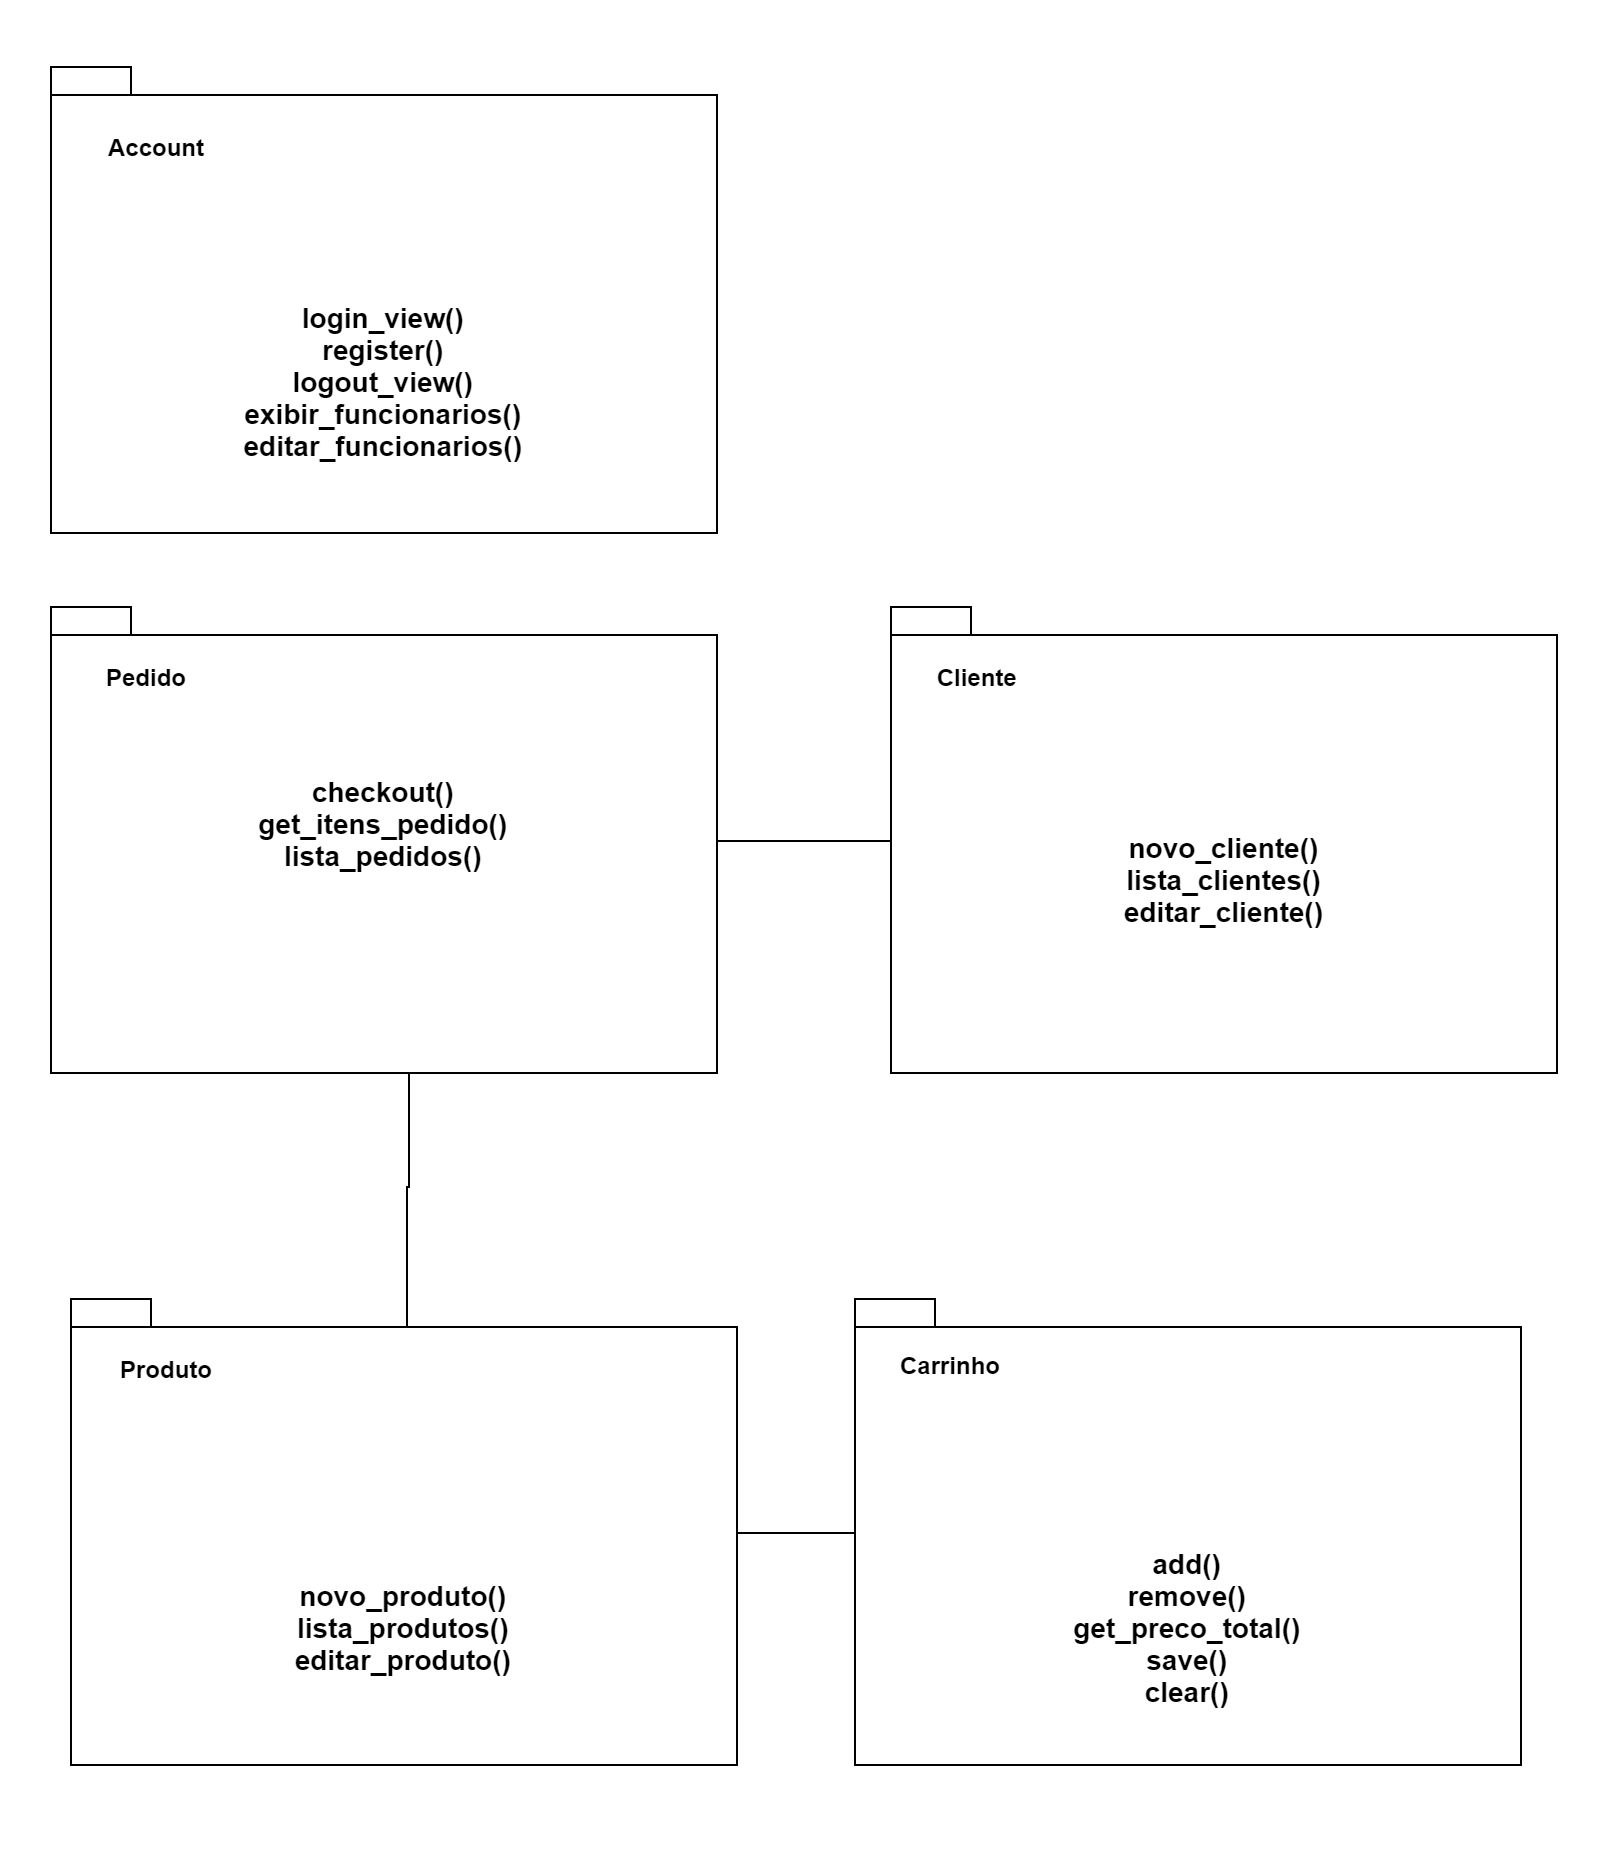 Account
login_view()
register()
logout_view()
exibir_funcionarios()
editar_funcionarios()
Pedido
checkout()
get_itens_pedido()
lista_pedidos()
Cliente
novo_cliente()
lista_clientes()
editar_cliente()
Produto
novo_produto()
lista_produtos()
editar_produto()
Carrinho
add()
remove()
get_preco_total()
save()
clear()